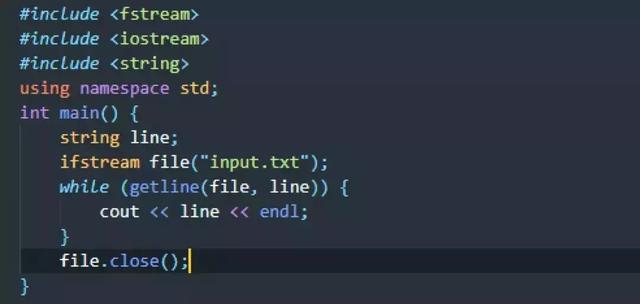 #include <fstream>
#include <iostream>
#include <string>
using namespace std;
int main() {
    string line;
    ifstream file("input.txt");
    while (getline(file, line)) {
        cout << line << endl;
    }
    file.close();
}